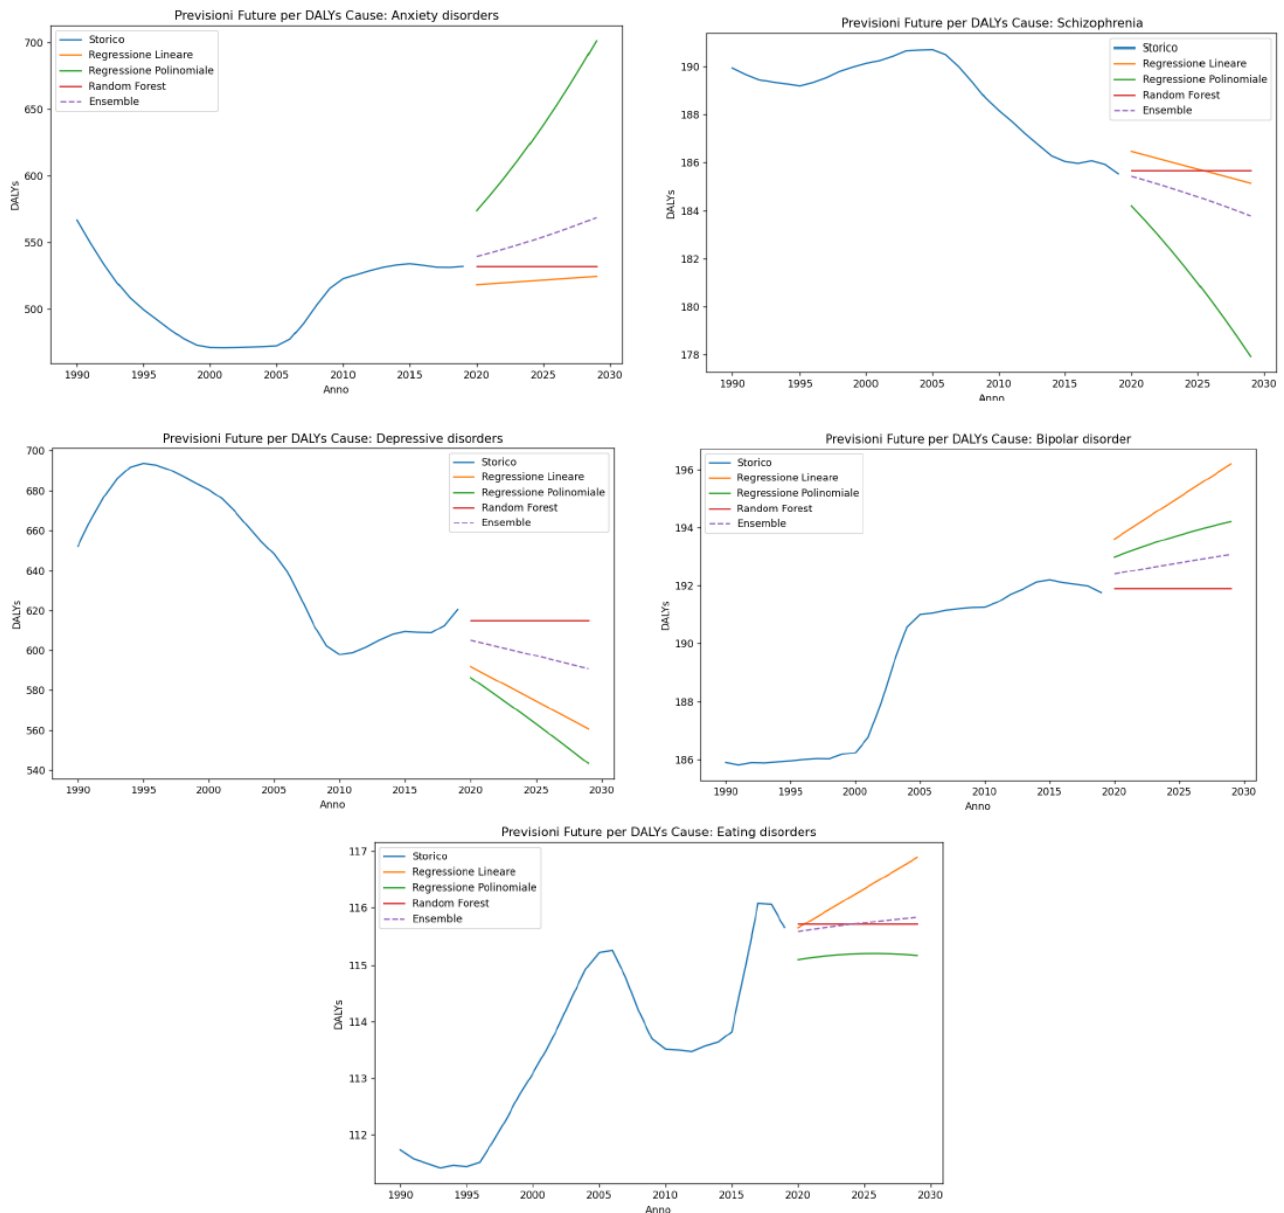 Previsioni Future per DALYs Cause: Anxiety disorders
Storico
Regressione Lineare
Regressione Polinomiale
Random Forest
Ensemble
700
650
600
550
500
DALYs
1990 1995 2000 2005 2010 2015 2020 2025 2030
Anno
Previsioni Future per DALYs Cause: Schizophrenia
Storico
Regressione Lineare
Regressione Polinomiale
Random Forest
Ensemble
190
188
186
184
182
180
178
DALYs
1990 1995 2000 2005 2010 2015 2020 2025 2030
Anno
Previsioni Future per DALYs Cause: Depressive disorders
Storico
Regressione Lineare
Regressione Polinomiale
Random Forest
Ensemble
700
680
660
640
620
600
580
560
540
DALYs
1990 1995 2000 2005 2010 2015 2020 2025 2030
Anno
Previsioni Future per DALYs Cause: Bipolar disorder
Storico
Regressione Lineare
Regressione Polinomiale
Random Forest
Ensemble
196
194
192
190
188
186
DALYs
1990 1995 2000 2005 2010 2015 2020 2025 2030
Anno
Previsioni Future per DALYs Cause: Eating disorders
Storico
Regressione Lineare
Regressione Polinomiale
Random Forest
Ensemble
117
116
115
114
113
112
DALYs
1990 1995 2000 2005 2010 2015 2020 2025 2030
Anno